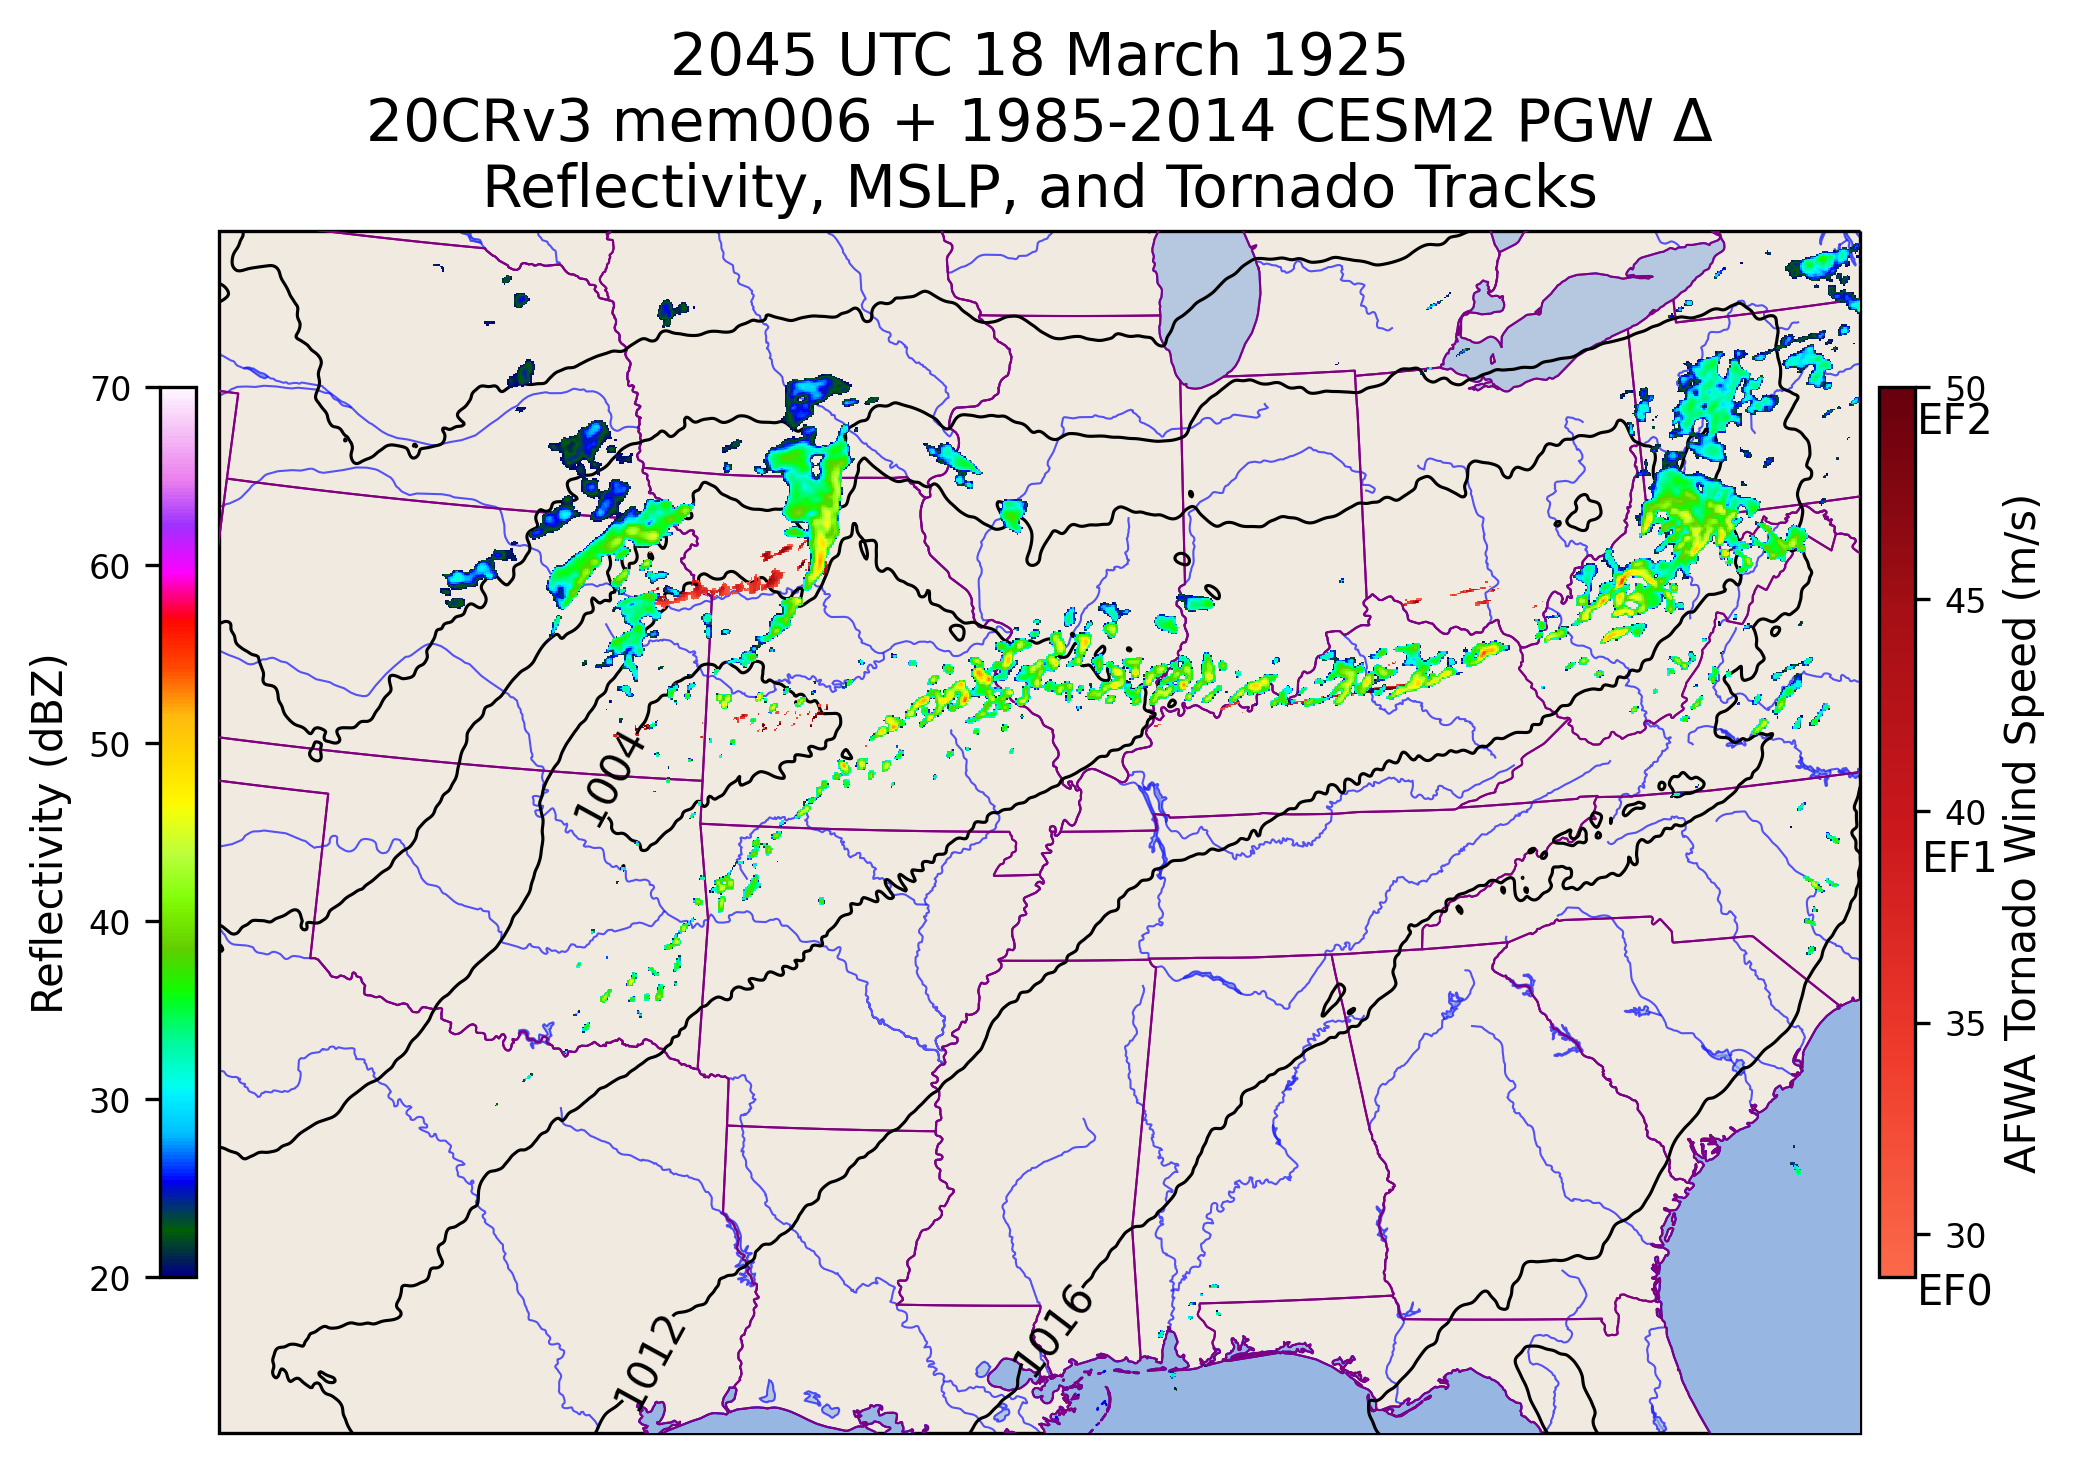 2045 UTC 18 March 1925
20CRv3 mem006 + 1985-2014 CESM2 PGW Δ
Reflectivity, MSLP, and Tornado Tracks
Reflectivity (dBZ)
70
60
50
40
30
20
1004
1012
1016
50
EF2
45
40
EF1
35
30
EF0
AFWA Tornado Wind Speed (m/s)